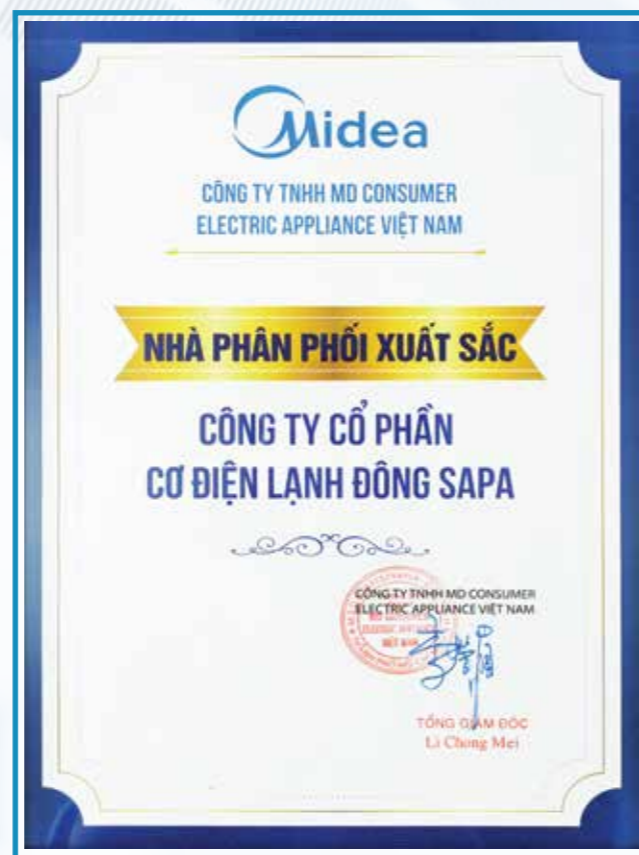 Midea
CÔNG TY TNHH MD CONSUMER
ELECTRIC APPLIANCE VIỆT NAM
NHÀ PHÂN PHỐI XUẤT SẮC
CÔNG TY CỔ PHẦN
CƠ ĐIỆN LẠNH ĐÔNG SAPA
CÔNG TY TNHH MD CONSUMER
ELECTRIC APPLIANCE VIỆT NAM
TỔNG GIÁM ĐỐC
Li Chong Mei